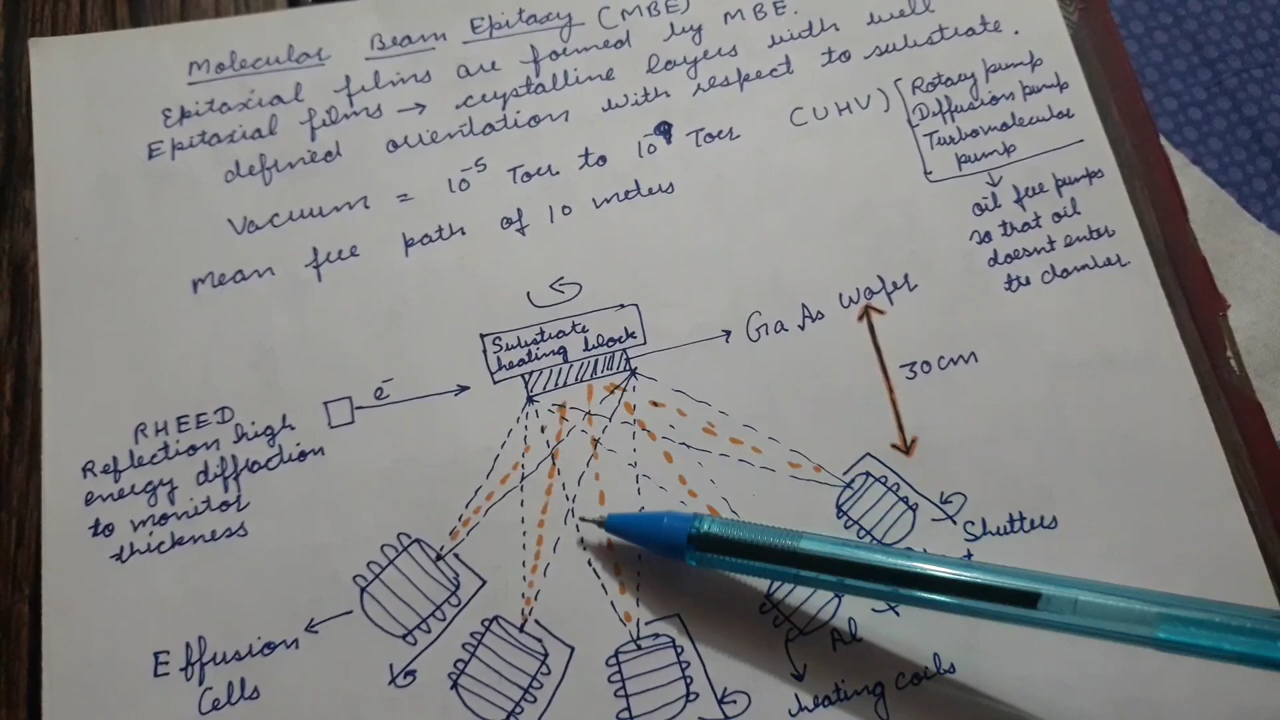 Molecular Beam Epitaxy (MBE)
Epitaxial films are formed by MBE.
Epitaxial films → crystalline layers with well
defined orientation with respect to substrate.
Vacuum = 10⁻⁵ Torr to 10⁻⁹ Torr (UHV)
Rotary pump
Diffusion pump
Turbomolecular
pump
oil free pumps
so that oil
doesnt enter
the chamber.
mean free path of 10 meters
Substrate
heating block
GaAs wafer
30cm
e⁻
RHEED
Reflection high
energy diffraction
to monitor
thickness
Shutters
Effusion
Cells
Al
heating coils